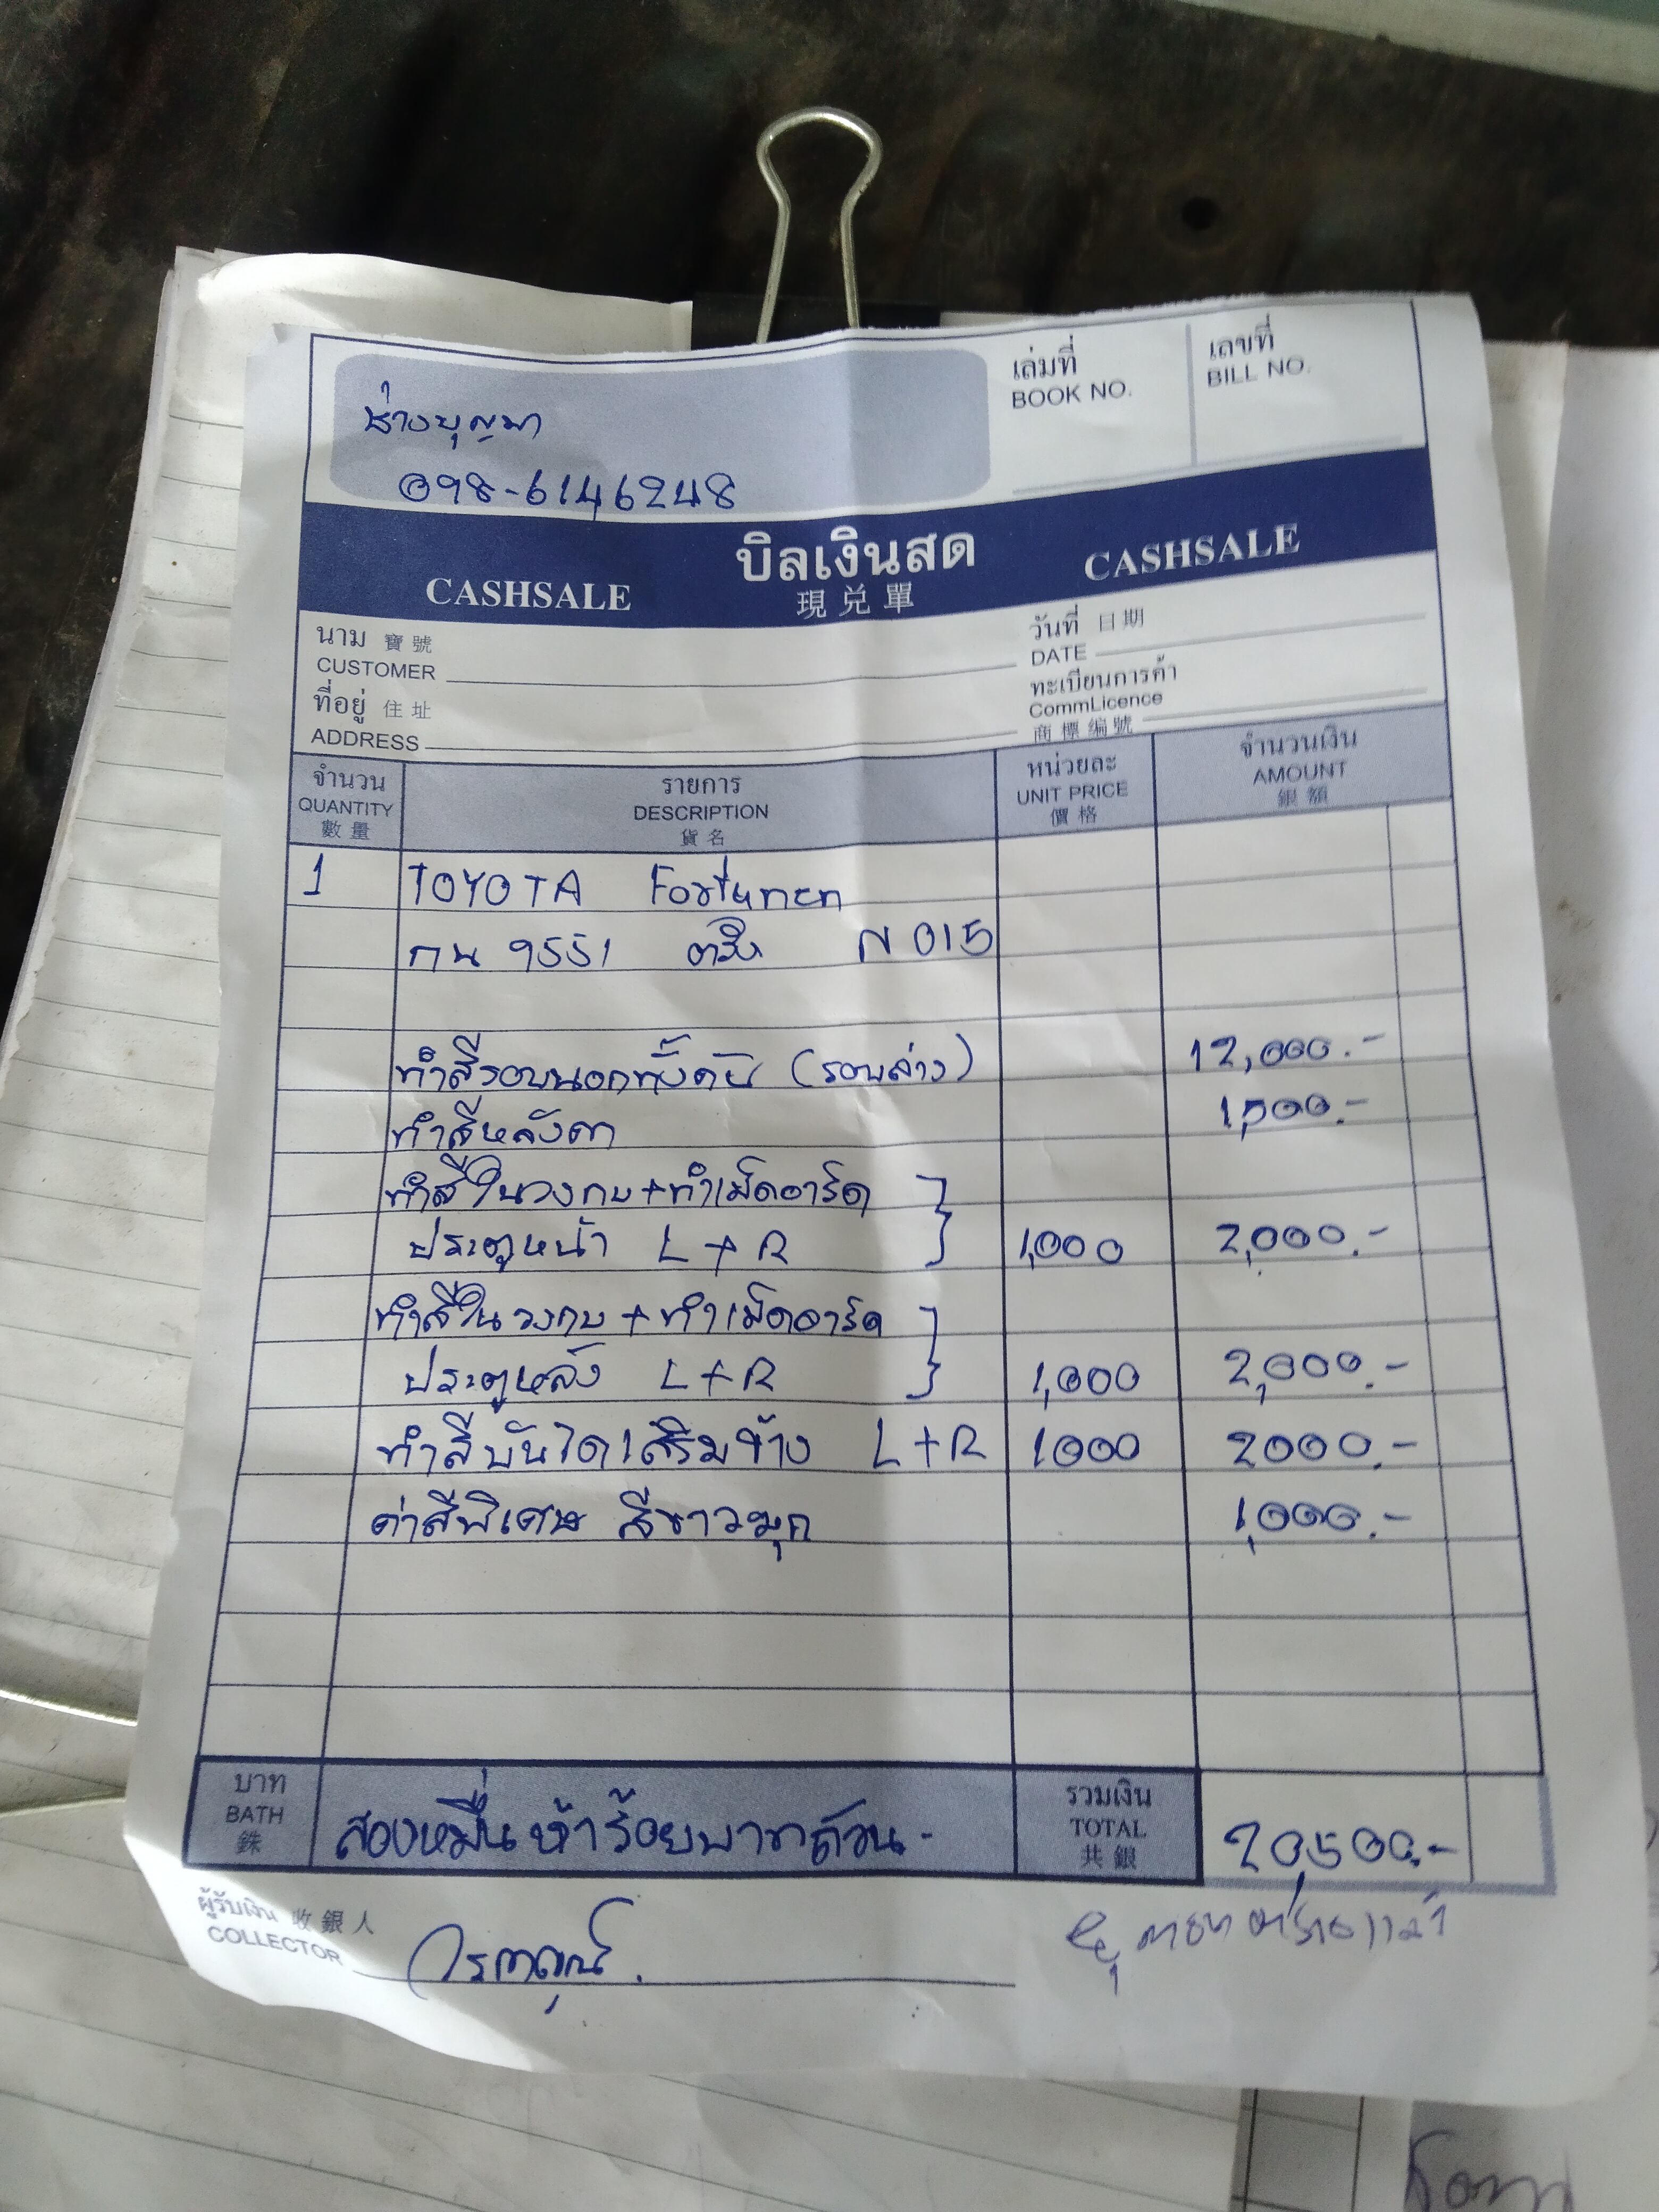 ช่างบุญมา
098-6146248
เล่มที่
BOOK NO.
เลขที่
BILL NO.
บิลเงินสด
CASHSALE 現兌單 CASHSALE
นาม 寶號
CUSTOMER
วันที่ 日期
DATE
ที่อยู่ 住址
ADDRESS
ทะเบียนการค้า
CommLicence
商標編號
จำนวน รายการ หน่วยละ จำนวนเงิน
QUANTITY DESCRIPTION UNIT PRICE AMOUNT
數量 貨名 價格 銀額
1 TOYOTA Fortuner
กน 9551 ตรัง N 015
ทำสีรอบนอกทั้งคัน (รอบล่าง) 12,000.-
ทำสีหลังคา 1,500.-
ทำสีในวงกบ+ทำเม็ดอาร์ค
ประตูหน้า L+R 1,000 2,000.-
ทำสีในวงกบ+ทำเม็ดอาร์ค
ประตูหลัง L+R 1,000 2,000.-
ทำสีบันไดเสริมข้าง L+R 1000 2000.-
ค่าสีพิเศษ สีขาวมุก 1,000.-
บาท
BATH
銖
สองหมื่นห้าร้อยบาทถ้วน-
รวมเงิน
TOTAL
共銀
20,500.-
ผู้รับเงิน 收銀人
COLLECTOR